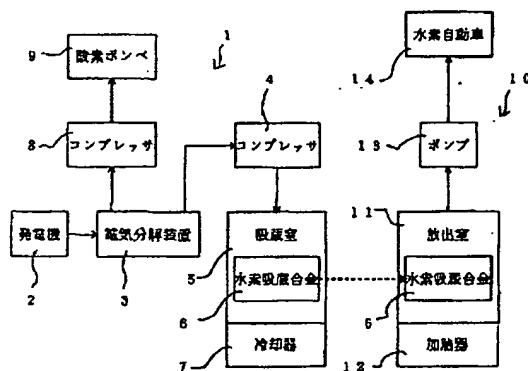 9
酸素ボンベ
1
水素自動車
14
4
10
8
コンプレッサ
コンプレッサ
13
ポンプ
発電機
電気分解装置
吸蔵室
11
放出室
2
3
5
水素吸蔵合金
水素吸蔵合金
6
6
冷却器
加熱器
7
12